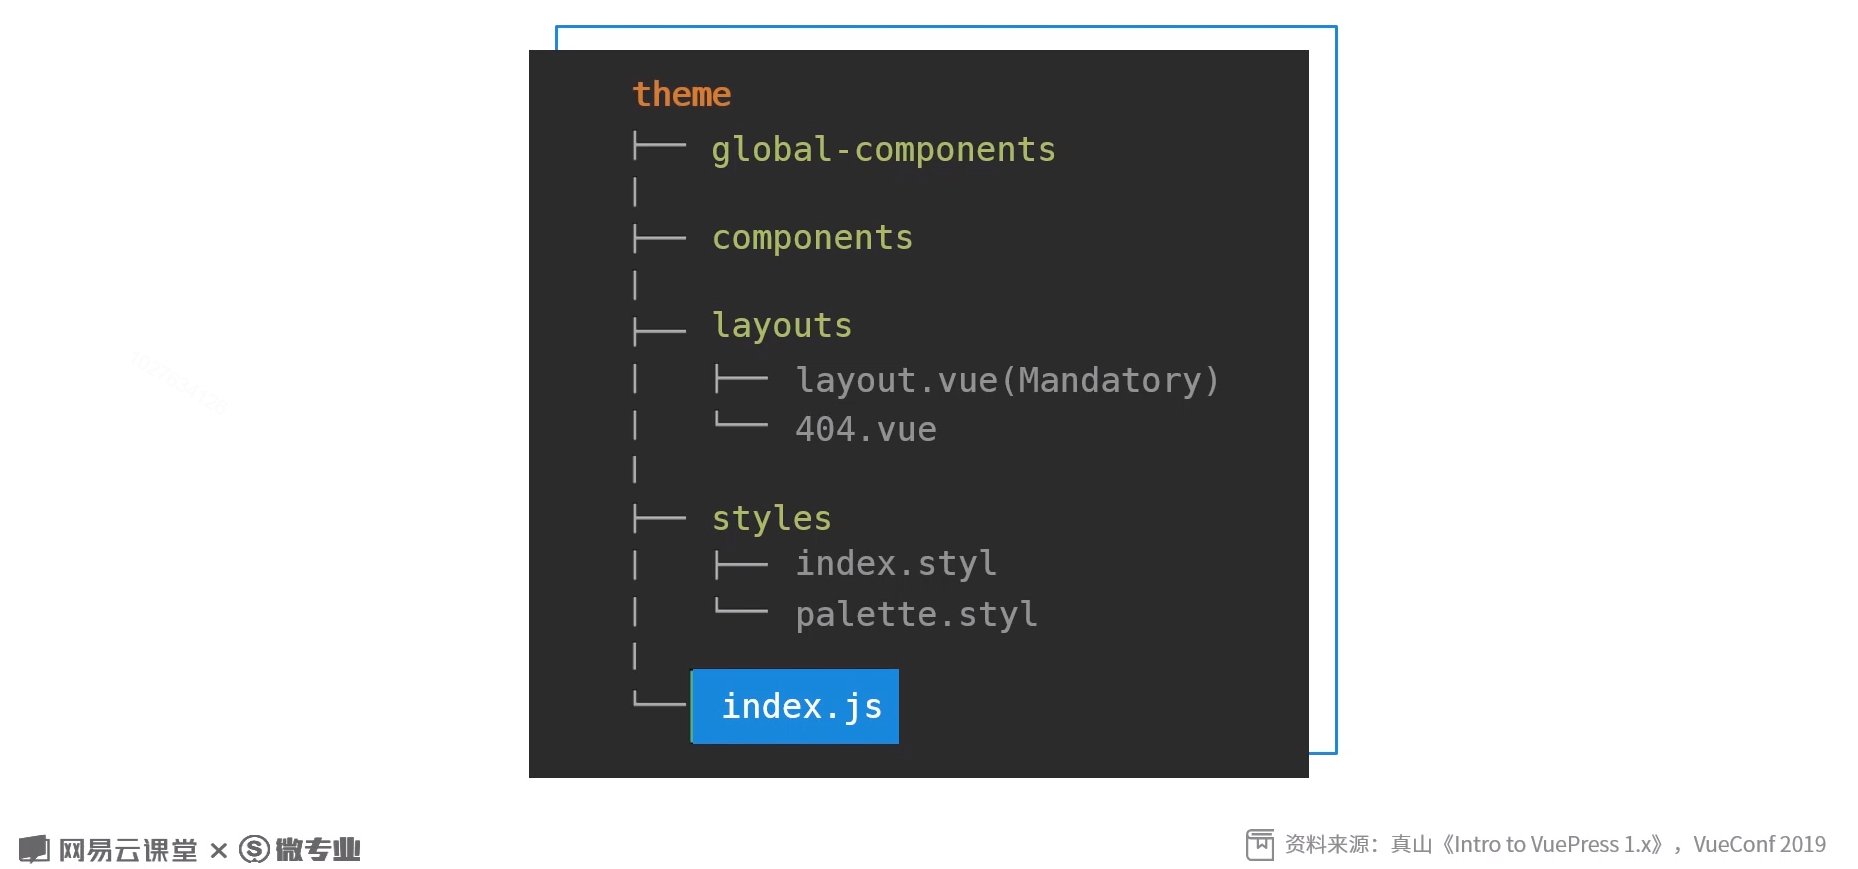 theme
├── global-components
│
├── components
│
├── layouts
│   ├── layout.vue(Mandatory)
│   └── 404.vue
│
├── styles
│   ├── index.styl
│   └── palette.styl
│
└── index.js
网易云课堂 × S 微专业
资料来源：真山《Intro to VuePress 1.x》，VueConf 2019